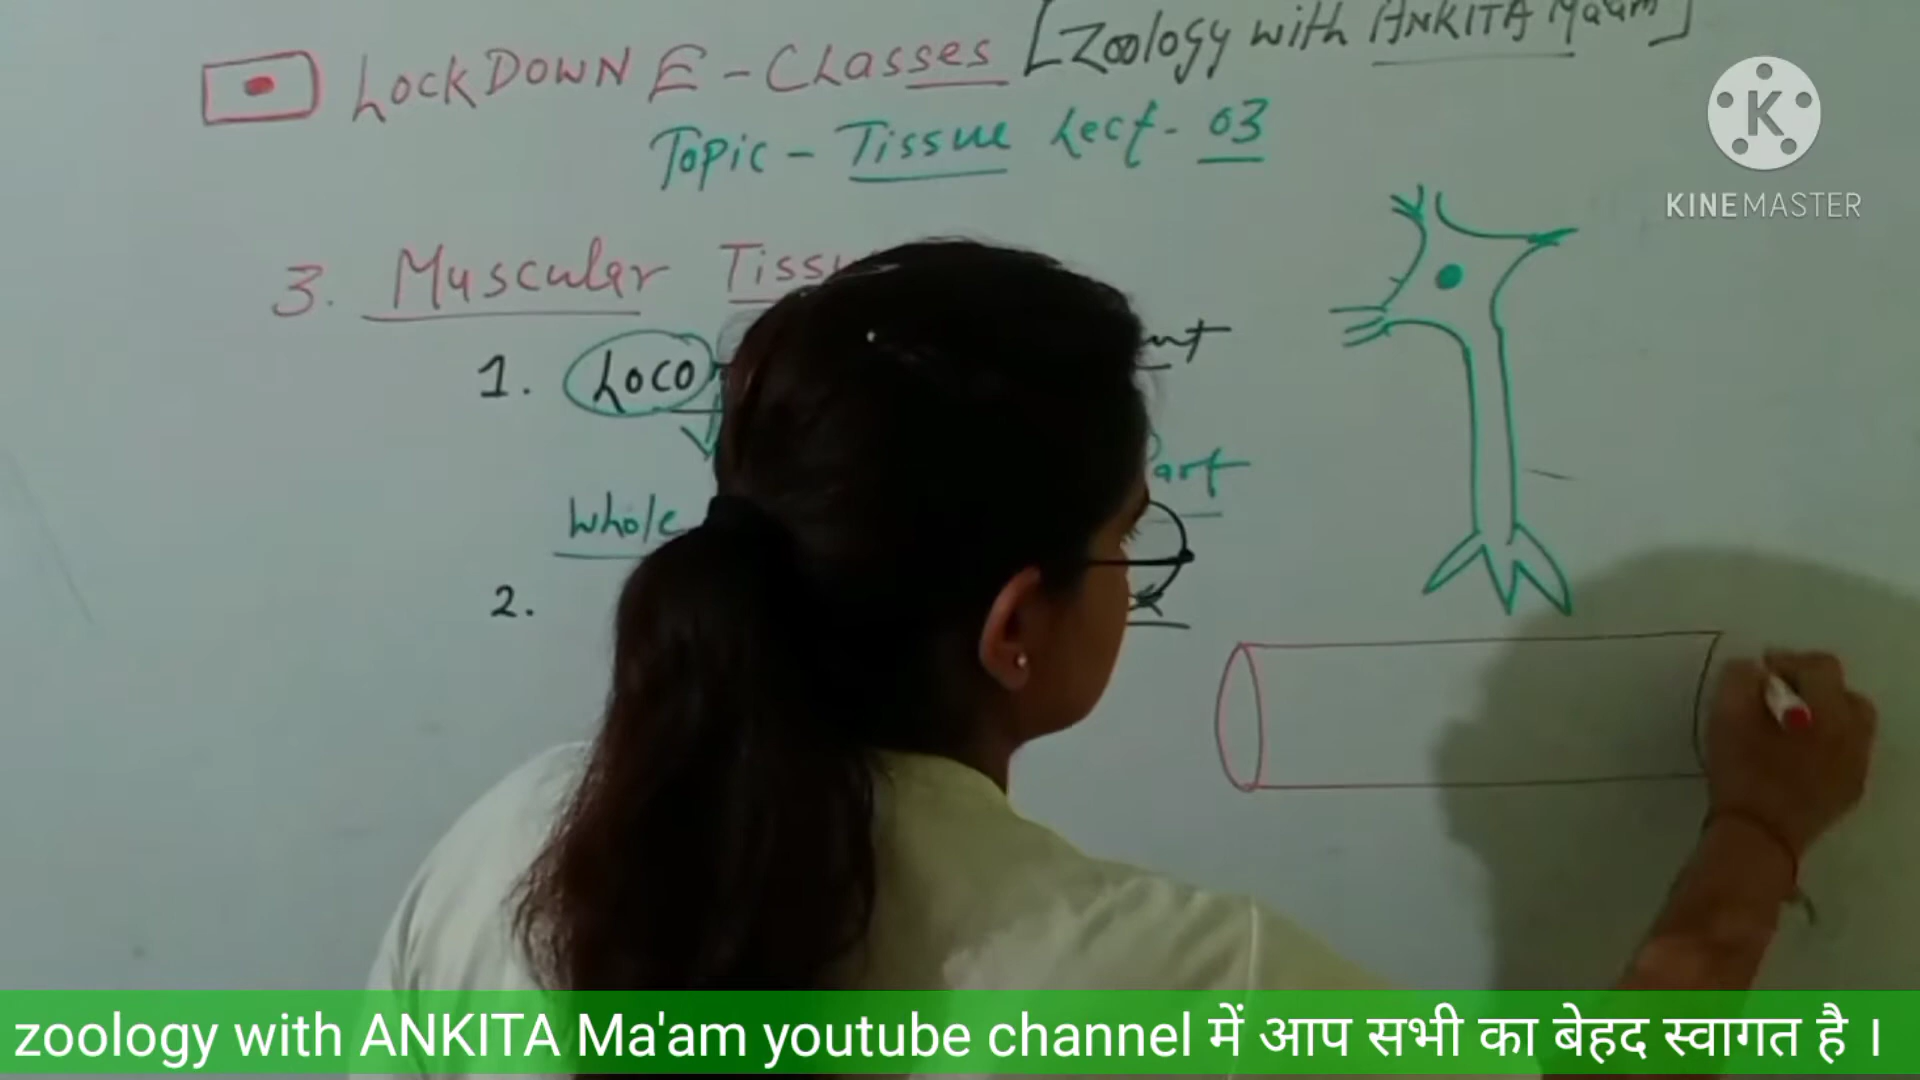 LOCKDOWN E-Classes [Zoology with ANKITA Ma'am]
Topic - Tissue Lect- 03
KINEMASTER
3. Muscular
1. Loco
Part
Whole
2.
zoology with ANKITA Ma'am youtube channel में आप सभी का बेहद स्वागत है ।